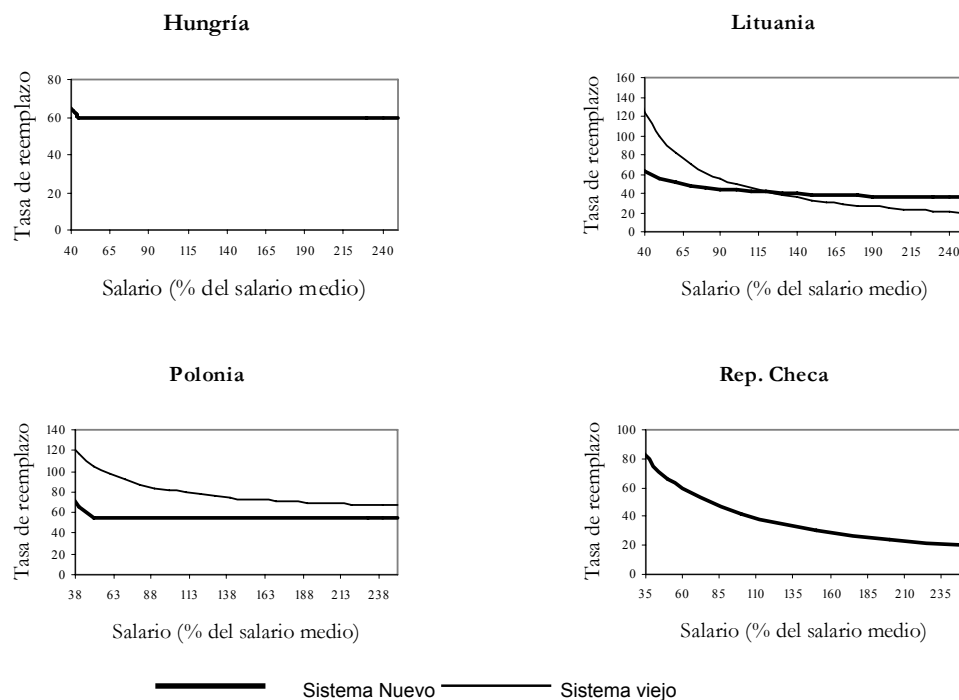 Hungría
Tasa de reemplazo
80
60
40
20
0
40 65 90 115 140 165 190 215 240
Salario (% del salario medio)
Lituania
Tasa de reemplazo
160
140
120
100
80
60
40
20
0
40 65 90 115 140 165 190 215 240
Salario (% del salario medio)
Polonia
Tasa de reemplazo
140
120
100
80
60
40
20
0
38 63 88 113 138 163 188 213 238
Salario (% del salario medio)
Rep. Checa
Tasa de reemplazo
100
80
60
40
20
0
35 60 85 110 135 160 185 210 235
Salario (% del salario medio)
Sistema Nuevo Sistema viejo